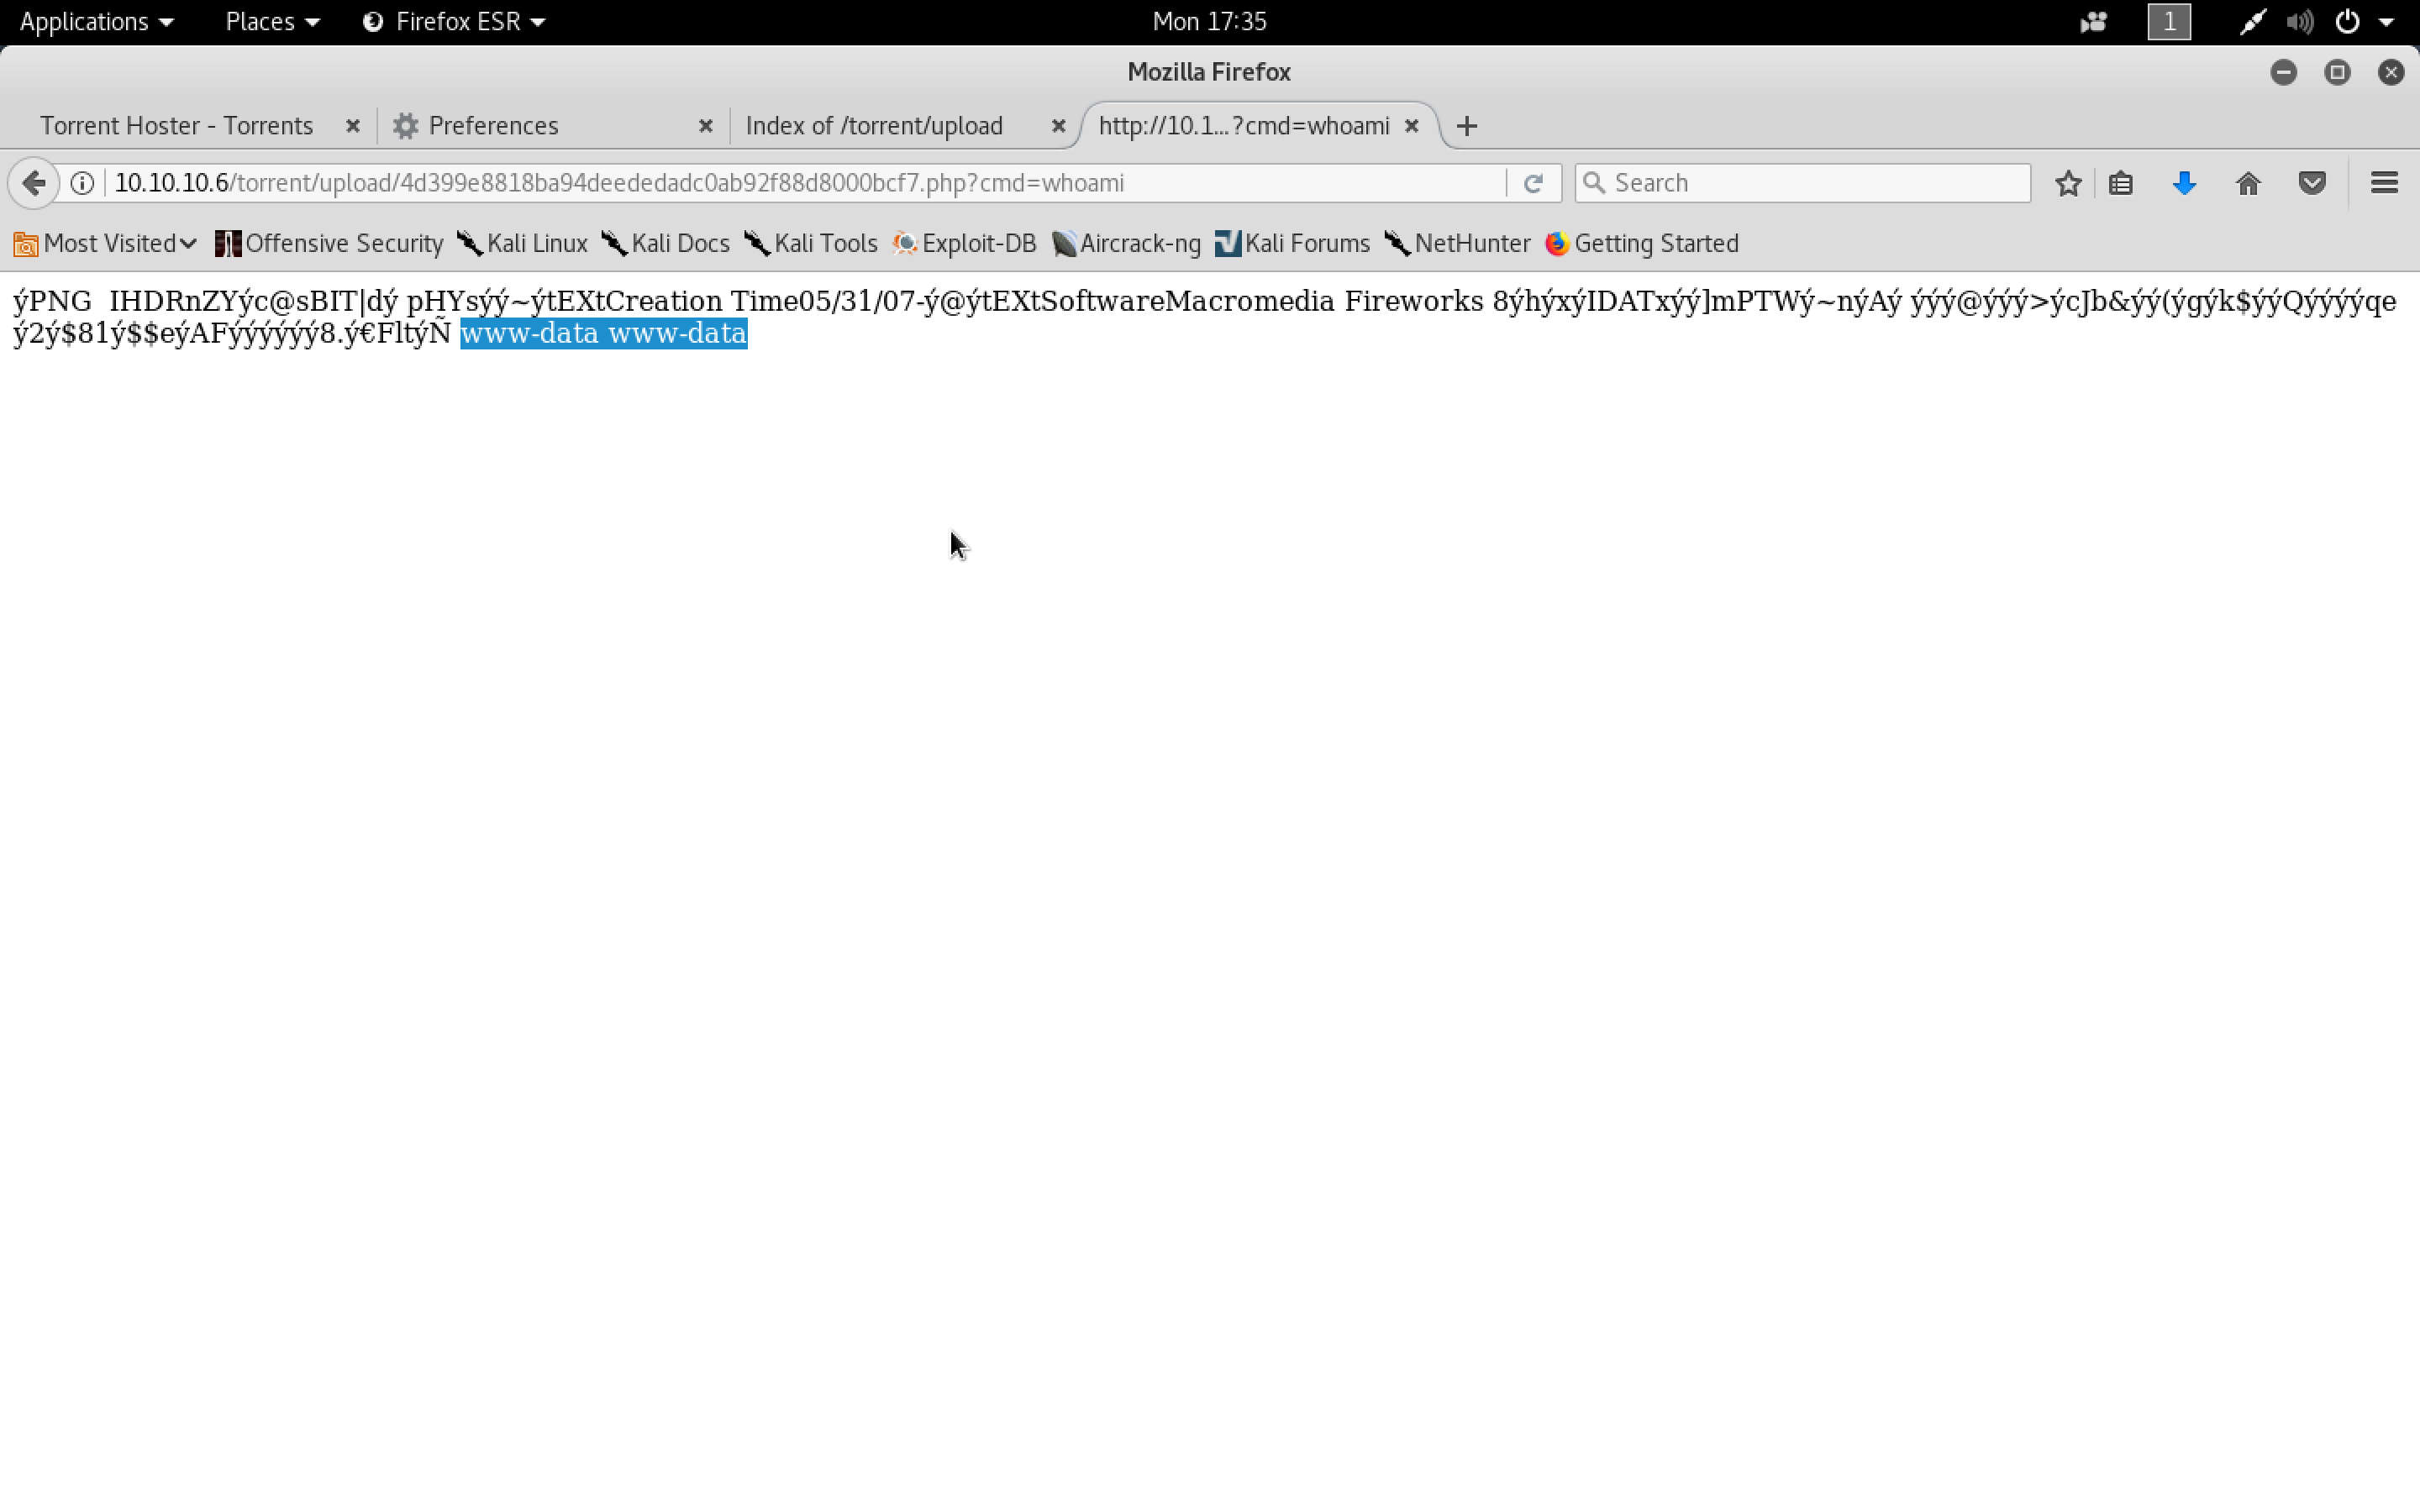 Applications Places Firefox ESR Mon 17:35 1
Mozilla Firefox
Torrent Hoster - Torrents Preferences Index of /torrent/upload http://10.1...?cmd=whoami
10.10.10.6/torrent/upload/4d399e8818ba94deededadc0ab92f88d8000bcf7.php?cmd=whoami Search
Most Visited Offensive Security Kali Linux Kali Docs Kali Tools Exploit-DB Aircrack-ng Kali Forums NetHunter Getting Started
ýPNG IHDRnZYýc@sBIT|dý pHYsýý~ýtEXtCreation Time05/31/07-ý@ýtEXtSoftwareMacromedia Fireworks 8ýhýxýIDATxýý]mPTWý~nýAý ýýý@ýýý>ýcJb&ýý(ýgýk$ýýQýýýýqe
ý2ý$81ý$$eýAFýýýýýý8.ý€FltýÑ www-data www-data